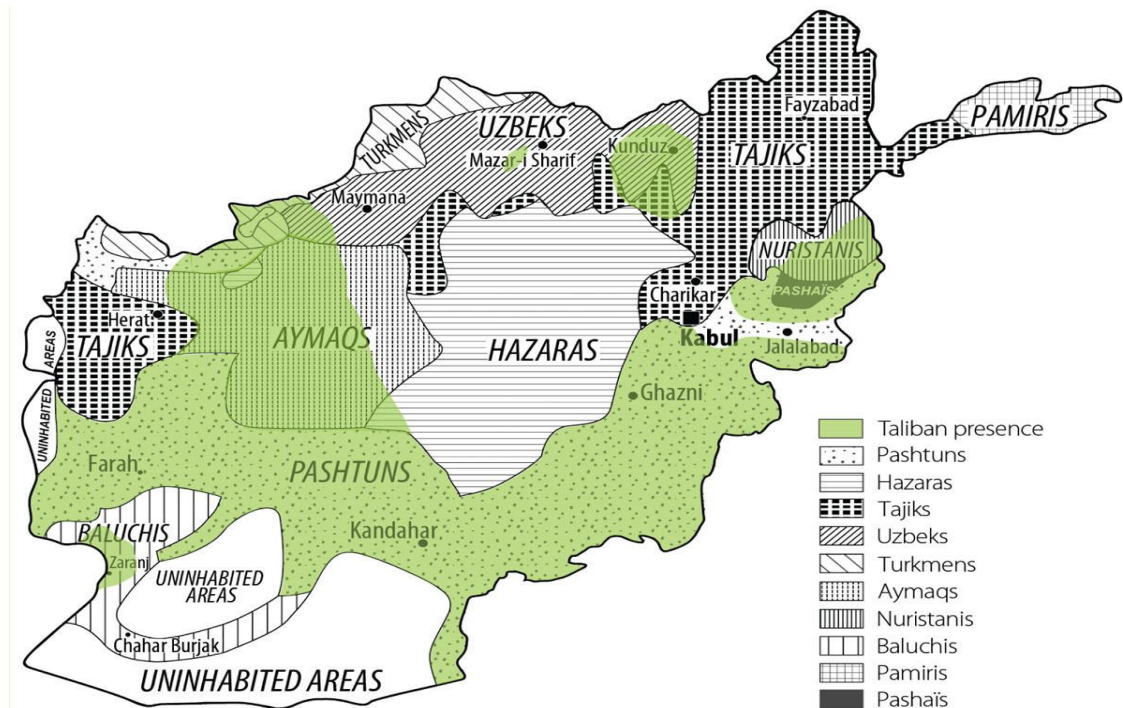 Fayzabad
PAMIRIS
TURKMENS
UZBEKS
Mazar-i Sharif
Kunduz
TAJIKS
Maymana
NURISTANIS
PASHAÏS
Charikar
Kabul
Jalalabad
Herat
TAJIKS
AREAS
UNINHABITED
AYMAQS
HAZARAS
Ghazni
Farah
PASHTUNS
Kandahar
BALUCHIS
Zaranj
UNINHABITED
AREAS
Chahar Burjak
UNINHABITED AREAS
Taliban presence
Pashtuns
Hazaras
Tajiks
Uzbeks
Turkmens
Aymaqs
Nuristanis
Baluchis
Pamiris
Pashaïs